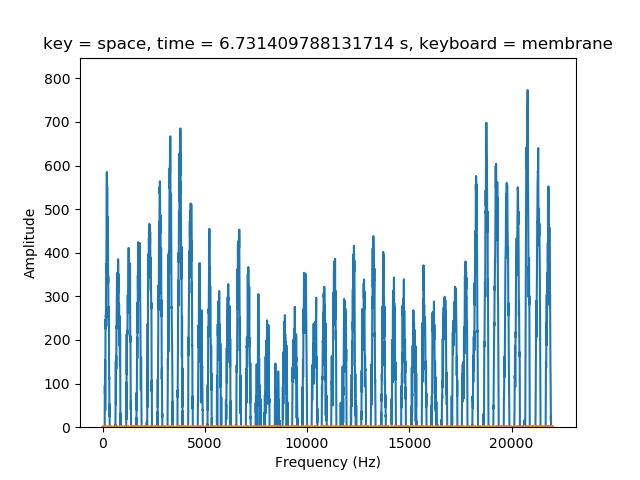 key = space, time = 6.731409788131714 s, keyboard = membrane
800
700
600
500
400
300
200
100
0
Amplitude
0 5000 10000 15000 20000
Frequency (Hz)